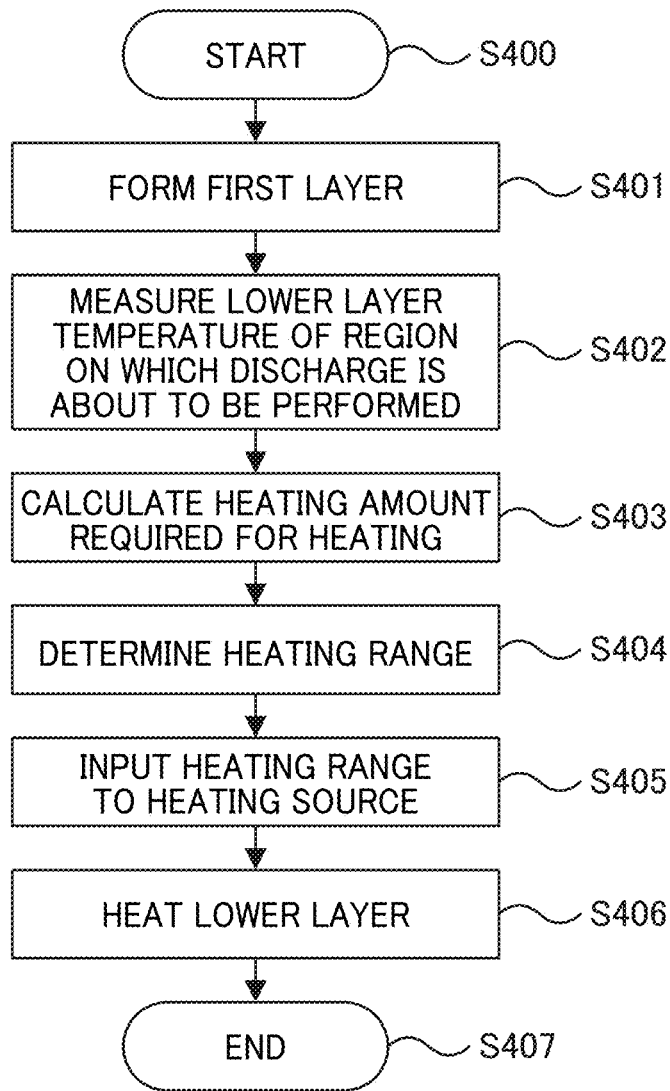 START
S400
FORM FIRST LAYER
S401
MEASURE LOWER LAYER
TEMPERATURE OF REGION
ON WHICH DISCHARGE IS
ABOUT TO BE PERFORMED
S402
CALCULATE HEATING AMOUNT
REQUIRED FOR HEATING
S403
DETERMINE HEATING RANGE
S404
INPUT HEATING RANGE
TO HEATING SOURCE
S405
HEAT LOWER LAYER
S406
END
S407